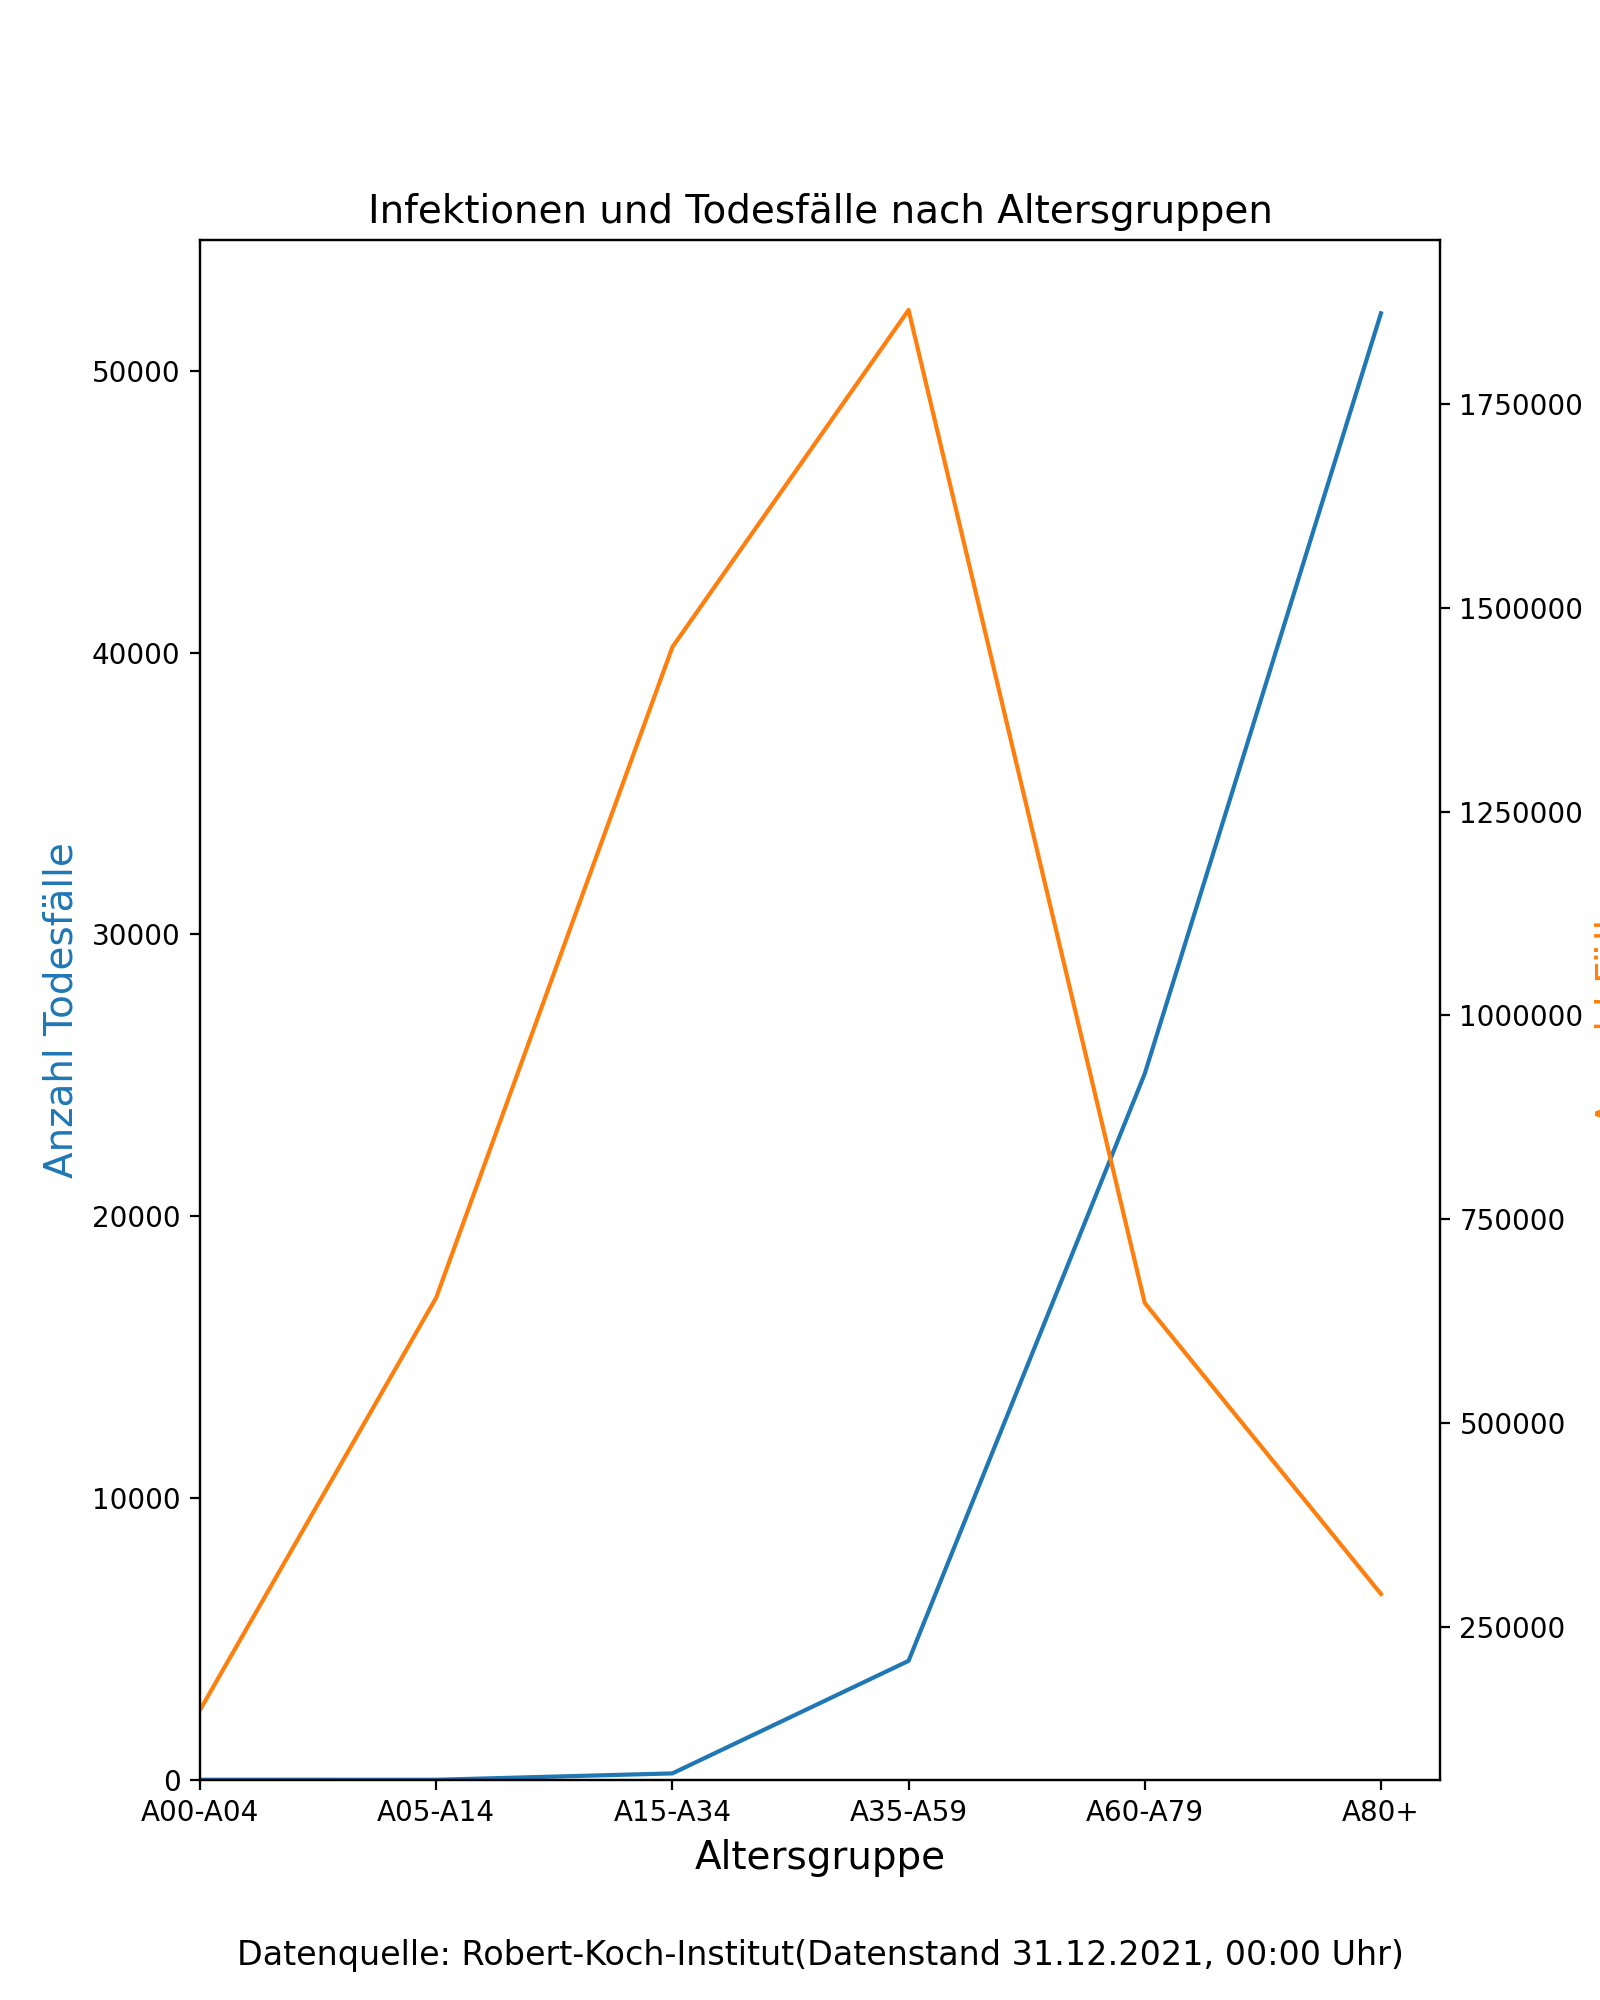 Infektionen und Todesfälle nach Altersgruppen
50000
40000
30000
20000
10000
0
Anzahl Todesfälle
1750000
1500000
1250000
1000000
750000
500000
250000
A00-A04 A05-A14 A15-A34 A35-A59 A60-A79 A80+
Altersgruppe
Datenquelle: Robert-Koch-Institut(Datenstand 31.12.2021, 00:00 Uhr)